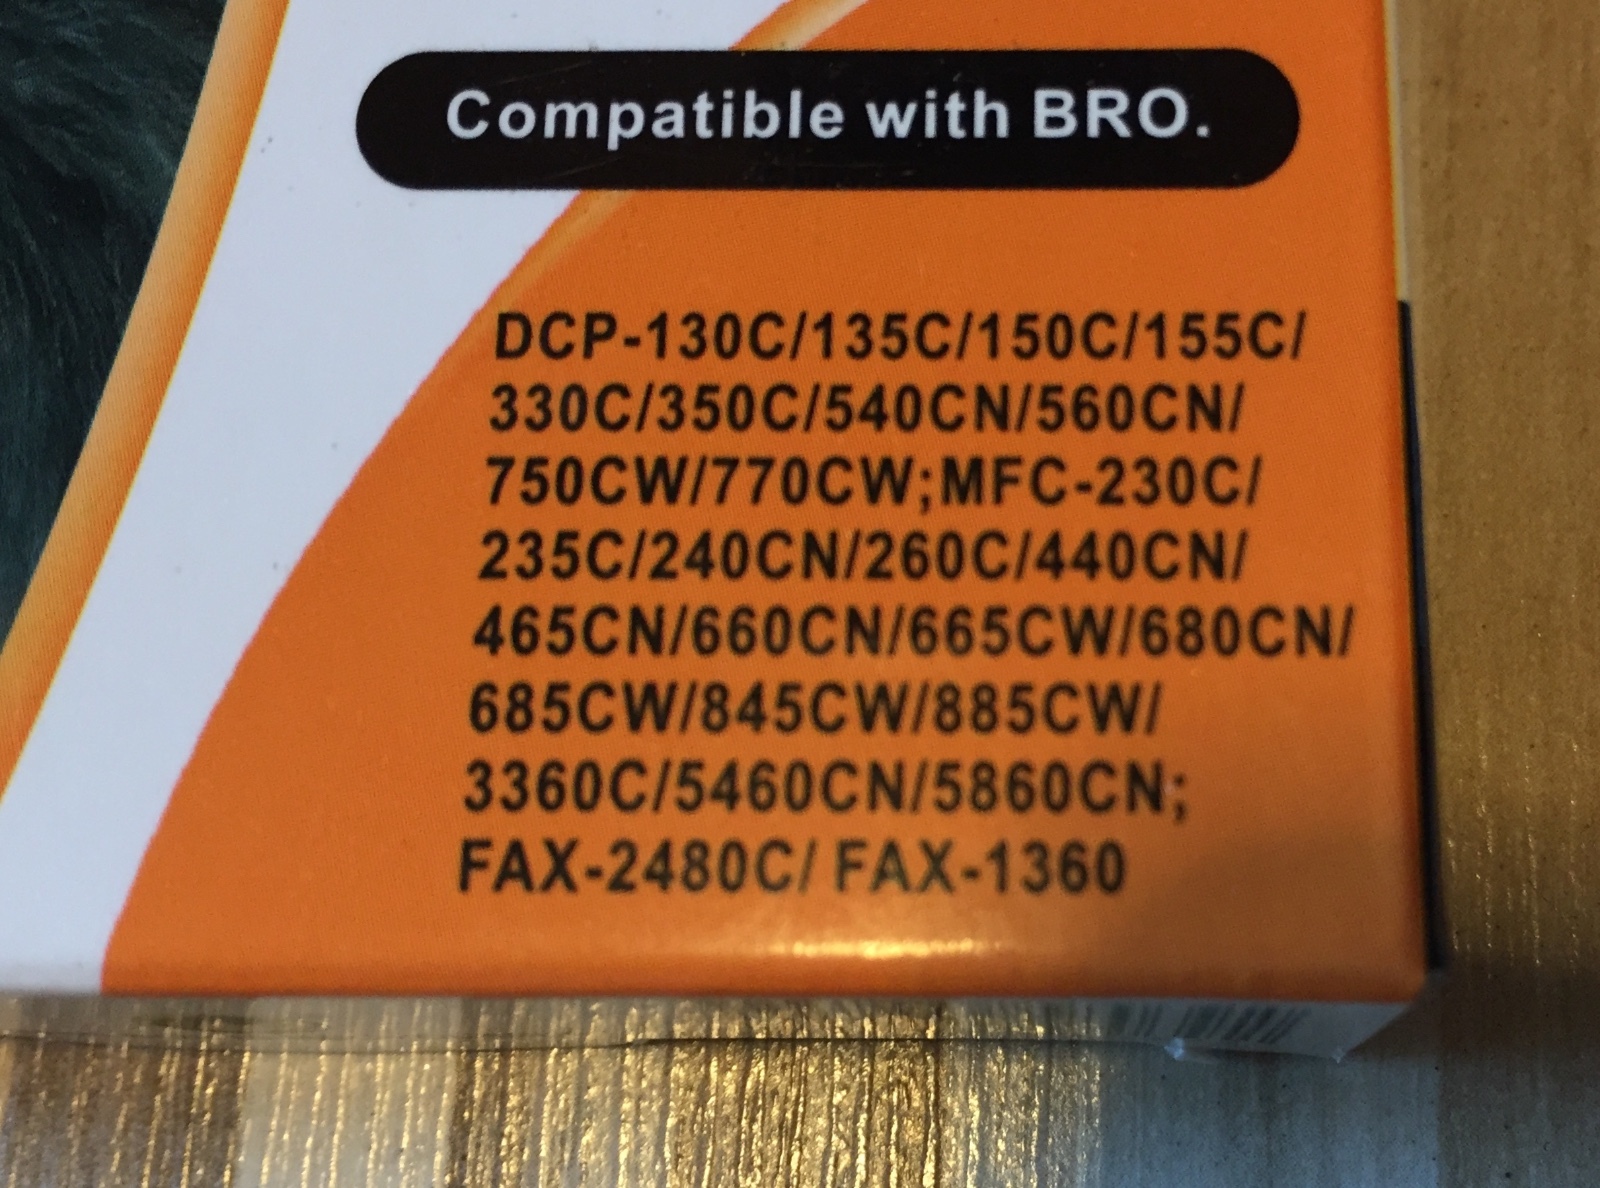 Compatible with BRO.
DCP-130C/135C/150C/155C/
330C/350C/540CN/560CN/
750CW/770CW;MFC-230C/
235C/240CN/260C/440CN/
465CN/660CN/665CW/680CN/
685CW/845CW/885CW/
3360C/5460CN/5860CN;
FAX-2480C/ FAX-1360